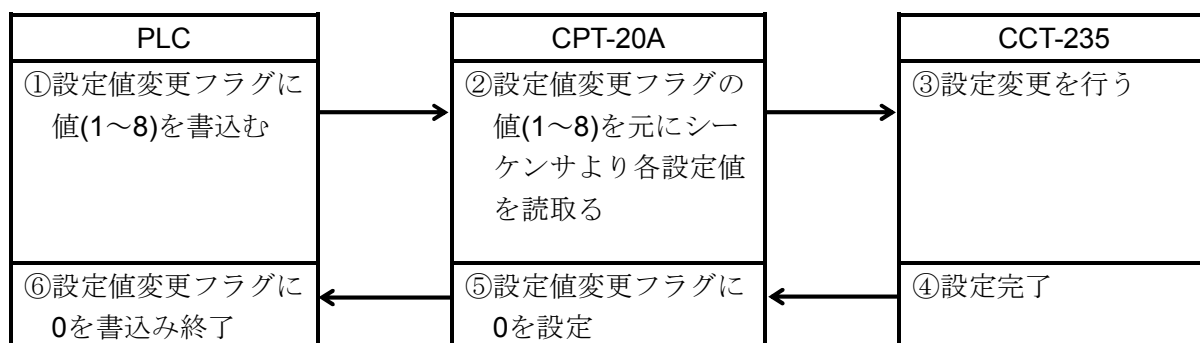 PLC
①設定値変更フラグに
値(1～8)を書込む
⑥設定値変更フラグに
0を書込み終了
CPT-20A
②設定値変更フラグの
値(1～8)を元にシー
ケンサより各設定値
を読取る
⑤設定値変更フラグに
0を設定
CCT-235
③設定変更を行う
④設定完了